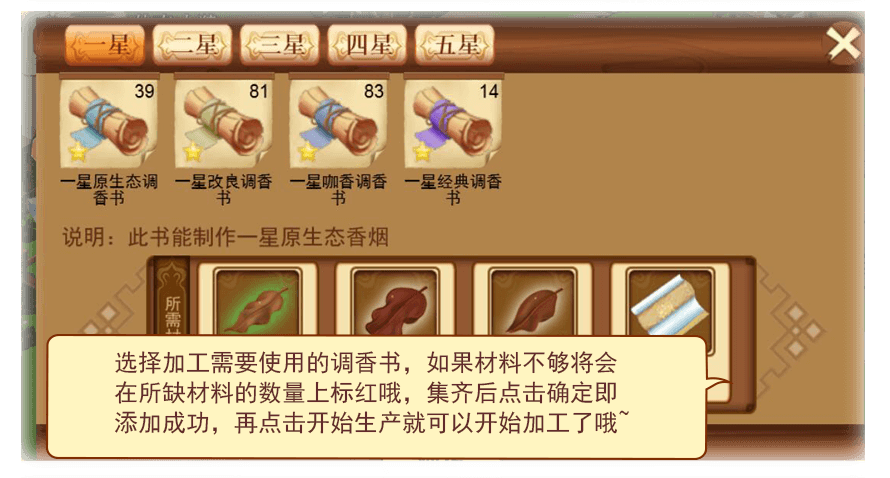 一星 二星 三星 四星 五星
39 81 83 14
一星原生态调香书
一星改良调香书
一星咖香调香书
一星经典调香书
说明：此书能制作一星原生态香烟
所需
选择加工需要使用的调香书，如果材料不够将会
在所缺材料的数量上标红哦，集齐后点击确定即
添加成功，再点击开始生产就可以开始加工了哦~